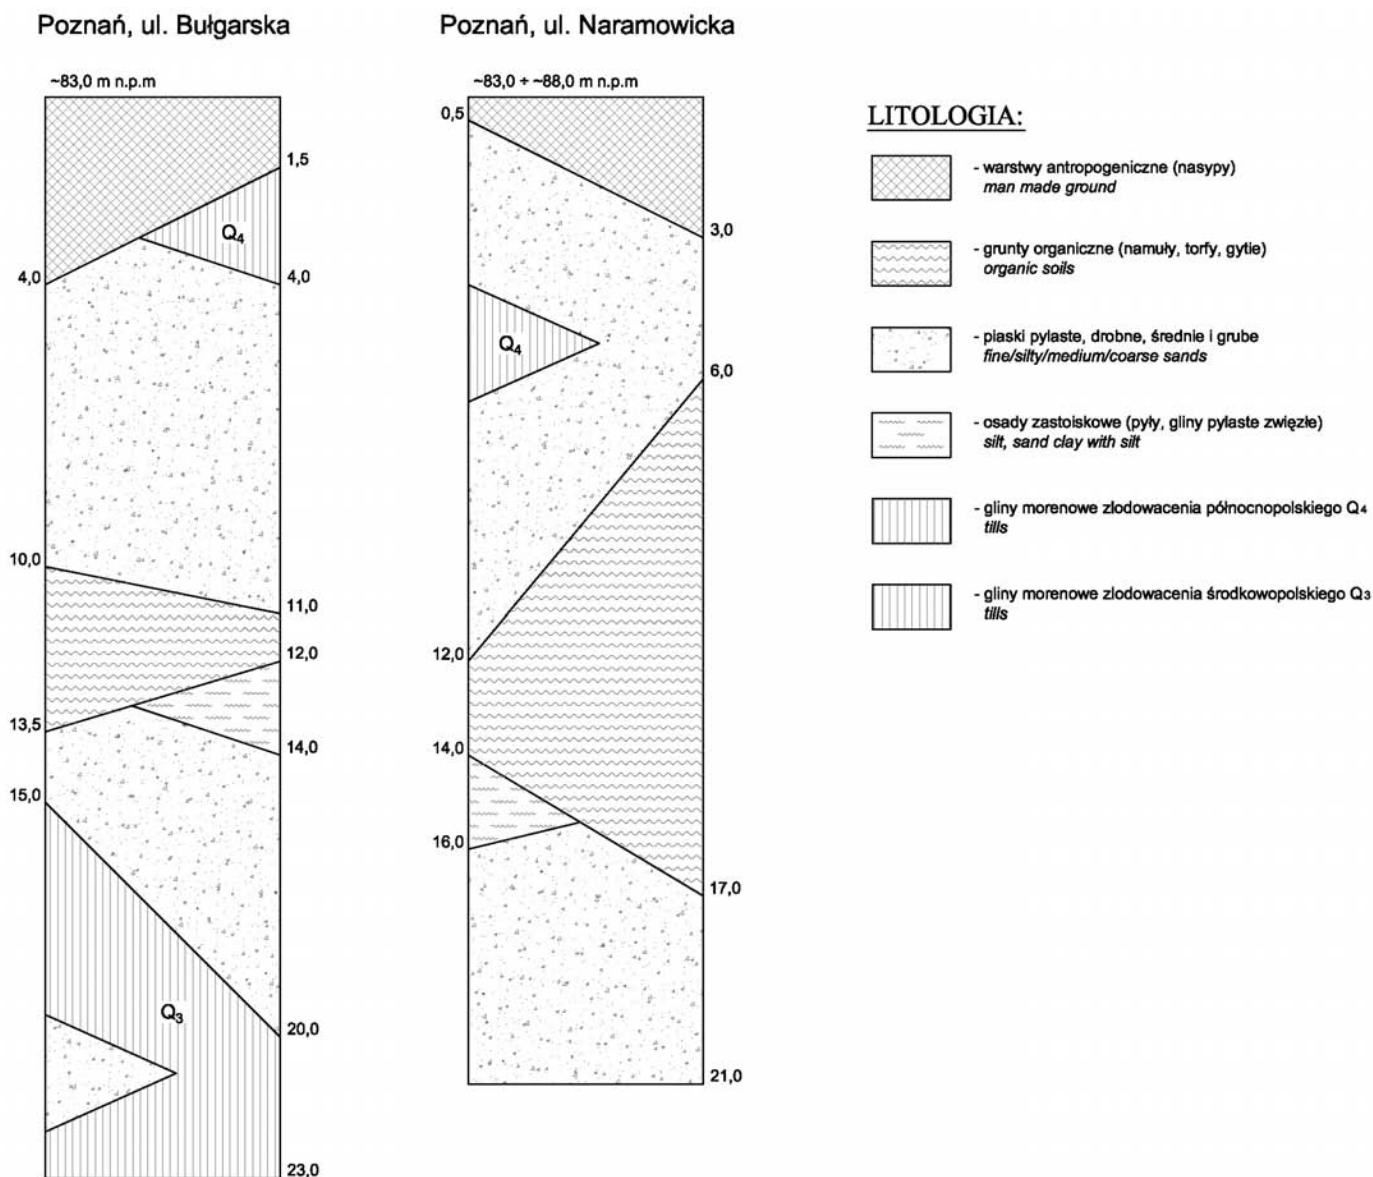 Poznań, ul. Bułgarska
~83,0 m n.p.m
1,5
Q₄
4,0
4,0
10,0
11,0
12,0
13,5
14,0
15,0
Q₃
20,0
23,0
Poznań, ul. Naramowicka
~83,0 ÷ ~88,0 m n.p.m
0,5
3,0
Q₄
6,0
12,0
14,0
16,0
17,0
21,0
LITOLOGIA:
- warstwy antropogeniczne (nasypy)
man made ground
- grunty organiczne (namuły, torfy, gytie)
organic soils
- piaski pylaste, drobne, średnie i grube
fine/silty/medium/coarse sands
- osady zastoiskowe (pyły, gliny pylaste zwięzłe)
silt, sand clay with silt
- gliny morenowe zlodowacenia północnopolskiego Q₄
tills
- gliny morenowe zlodowacenia środkowopolskiego Q₃
tills